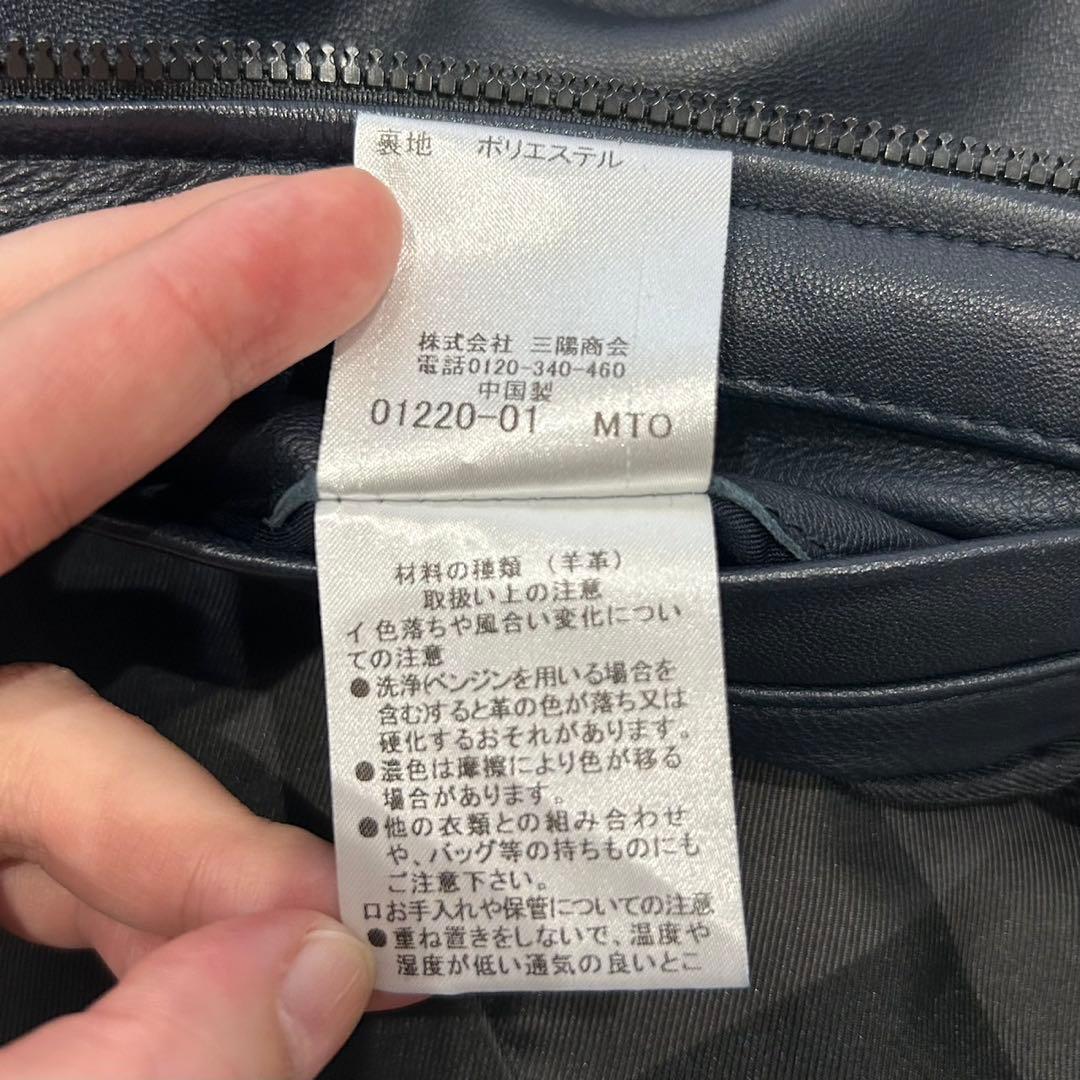 裏地 ポリエステル
株式会社 三陽商会
電話0120-340-460
中国製
01220-01 MTO
材料の種類 (羊革)
取扱い上の注意
イ 色落ちや風合い変化につい
ての注意
●洗浄(ベンジンを用いる場合を
含む)すると革の色が落ち又は
硬化するおそれがあります。
●濃色は摩擦により色が移る
場合があります。
●他の衣類との組み合わせ
や、バッグ等の持ちものにも
ご注意下さい。
ロお手入れや保管についての注意
●重ね置きをしないで、温度や
湿度が低い通気の良いとこ